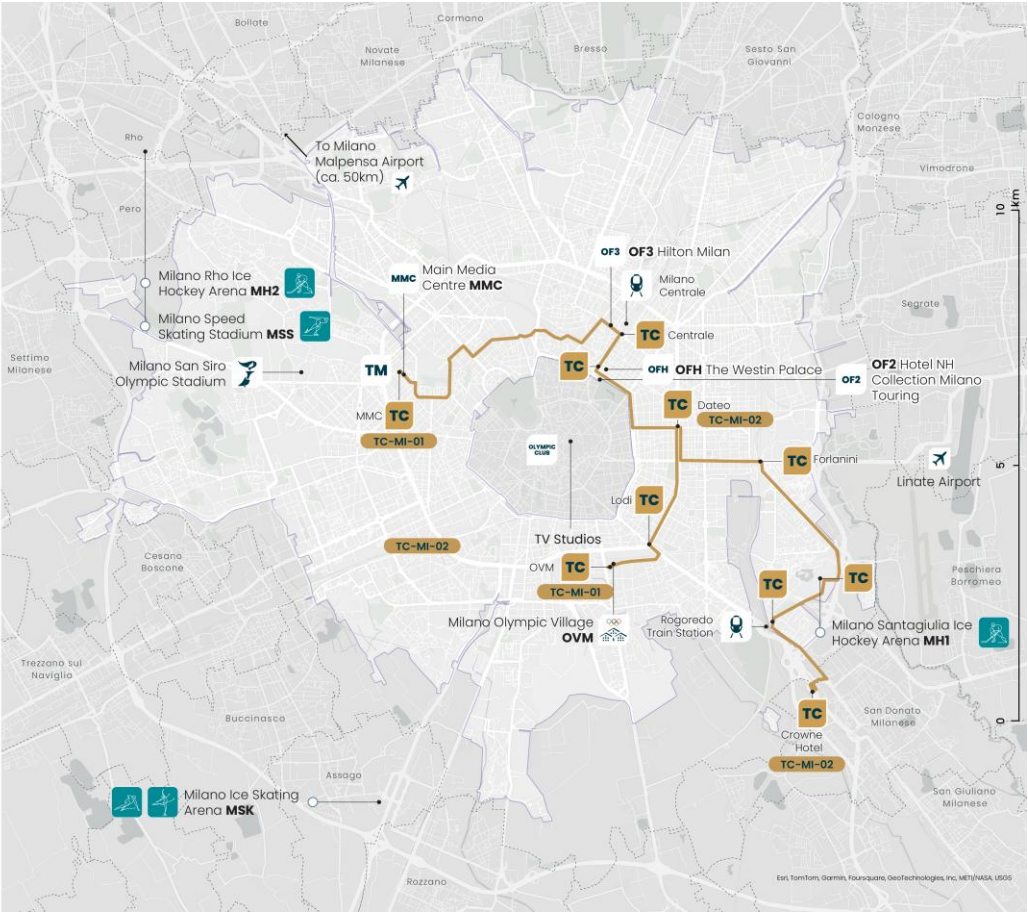 Bollate
Cormano
Novate
Milanese
Bresso
Sesto San
Giovanni
Cologno
Monzese
Vimodrone
Rho
Pero
To Milano
Malpensa Airport
(ca. 50km)
10
km
OF3
OF3 Hilton Milan
MMC
Main Media
Centre MMC
Milano
Centrale
Milano Rho Ice
Hockey Arena MH2
Milano Speed
Skating Stadium MSS
Segrate
Settimo
Milanese
Milano San Siro
Olympic Stadium
TC
Centrale
TM
TC
OFH
OFH The Westin Palace
OF2
OF2 Hotel NH
Collection Milano
Touring
MMC
TC
TC-MI-01
TC
Dateo
TC-MI-02
OLYMPIC
CLUB
TC
Forlanini
5
Linate Airport
Lodi
TC
TV Studios
TC-MI-02
Cesano
Boscone
OVM
TC
TC-MI-01
TC
TC
Peschiera
Borromeo
Milano Olympic Village
OVM
Rogoredo
Train Station
Milano Santagiulia Ice
Hockey Arena MH1
Trezzano sul
Naviglio
Buccinasco
TC
Crowne
Hotel
TC-MI-02
San Donato
Milanese
0
Assago
Milano Ice Skating
Arena MSK
San Giuliano
Milanese
Rozzano
Esri, TomTom, Garmin, Foursquare, GeoTechnologies, Inc, METI/NASA, USGS